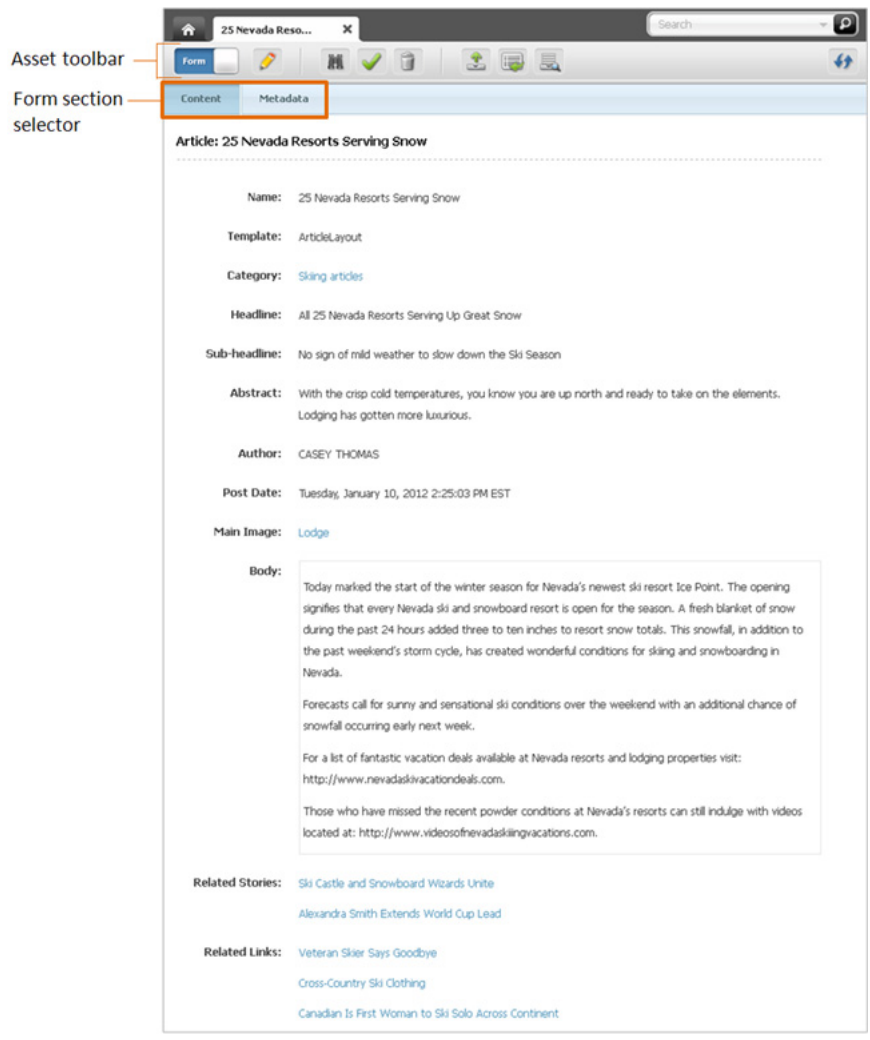 25 Nevada Reso...
Search
Asset toolbar
Form
Form section
selector
Content
Metadata
Article: 25 Nevada Resorts Serving Snow
Name: 25 Nevada Resorts Serving Snow
Template: ArticleLayout
Category: Skiing articles
Headline: All 25 Nevada Resorts Serving Up Great Snow
Sub-headline: No sign of mild weather to slow down the Ski Season
Abstract: With the crisp cold temperatures, you know you are up north and ready to take on the elements.
Lodging has gotten more luxurious.
Author: CASEY THOMAS
Post Date: Tuesday, January 10, 2012 2:25:03 PM EST
Main Image: Lodge
Body:
Today marked the start of the winter season for Nevada's newest ski resort Ice Point. The opening
signifies that every Nevada ski and snowboard resort is open for the season. A fresh blanket of snow
during the past 24 hours added three to ten inches to resort snow totals. This snowfall, in addition to
the past weekend's storm cycle, has created wonderful conditions for skiing and snowboarding in
Nevada.
Forecasts call for sunny and sensational ski conditions over the weekend with an additional chance of
snowfall occurring early next week.
For a list of fantastic vacation deals available at Nevada resorts and lodging properties visit:
http://www.nevadaskivacationdeals.com.
Those who have missed the recent powder conditions at Nevada's resorts can still indulge with videos
located at: http://www.videosofnevadaskiingvacations.com.
Related Stories: Ski Castle and Snowboard Wizards Unite
Alexandra Smith Extends World Cup Lead
Related Links: Veteran Skier Says Goodbye
Cross-Country Ski Clothing
Canadian Is First Woman to Ski Solo Across Continent